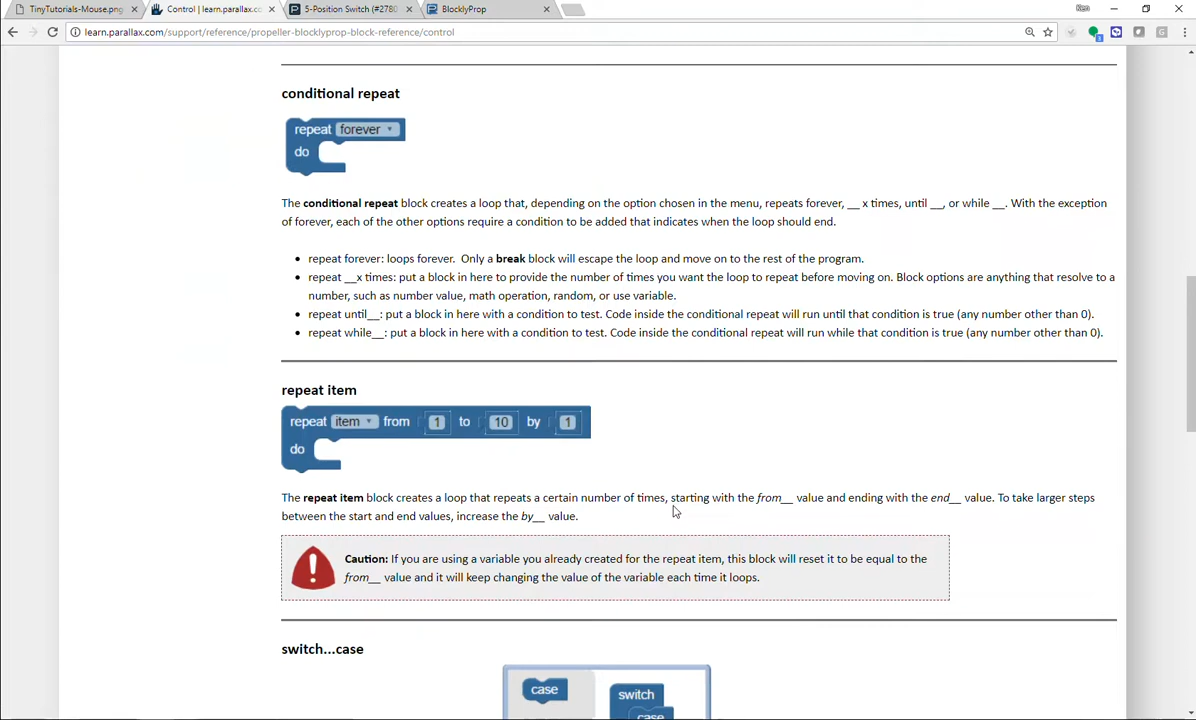 TinyTutorials-Mouse.png
Control | learn.parallax.co
5-Position Switch (#2780
BlocklyProp
Ken
learn.parallax.com/support/reference/propeller-blocklyprop-block-reference/control
conditional repeat
repeat forever
do
The conditional repeat block creates a loop that, depending on the option chosen in the menu, repeats forever, __ x times, until __, or while __. With the exception
of forever, each of the other options require a condition to be added that indicates when the loop should end.
• repeat forever: loops forever. Only a break block will escape the loop and move on to the rest of the program.
• repeat __x times: put a block in here to provide the number of times you want the loop to repeat before moving on. Block options are anything that resolve to a
number, such as number value, math operation, random, or use variable.
• repeat until__: put a block in here with a condition to test. Code inside the conditional repeat will run until that condition is true (any number other than 0).
• repeat while__: put a block in here with a condition to test. Code inside the conditional repeat will run while that condition is true (any number other than 0).
repeat item
repeat item from 1 to 10 by 1
do
The repeat item block creates a loop that repeats a certain number of times, starting with the from__ value and ending with the end__ value. To take larger steps
between the start and end values, increase the by__ value.
Caution: If you are using a variable you already created for the repeat item, this block will reset it to be equal to the
from__ value and it will keep changing the value of the variable each time it loops.
switch...case
case
switch
case